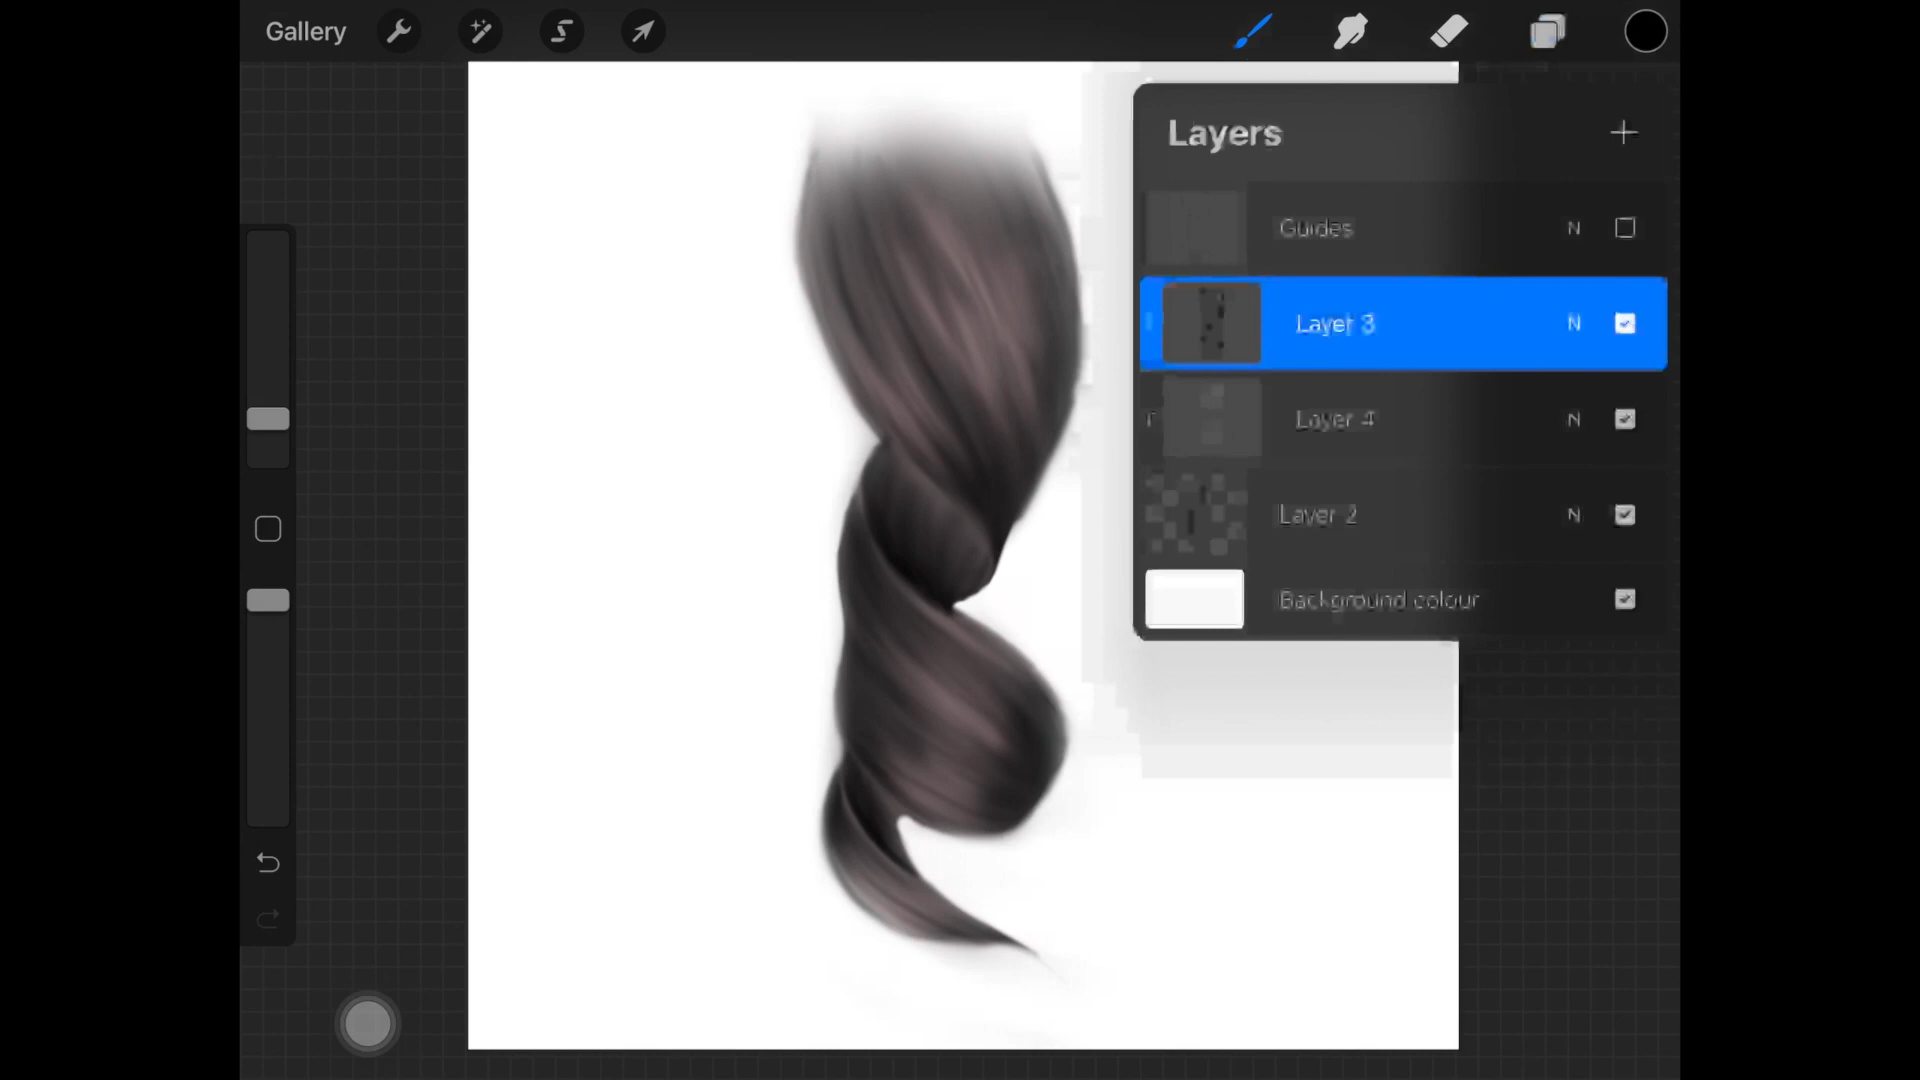 Gallery
Layers
Guides N
Layer 3 N
Layer 4 N
Layer 2 N
Background colour